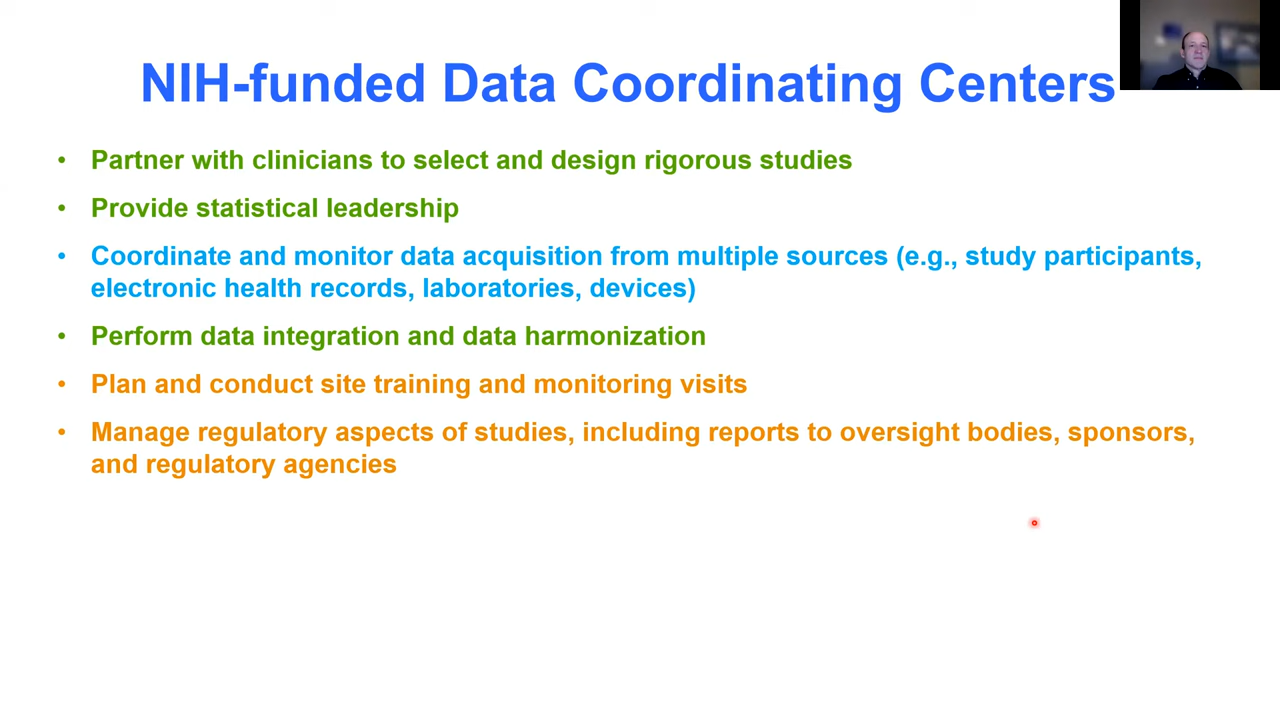 NIH-funded Data Coordinating Centers
• Partner with clinicians to select and design rigorous studies
• Provide statistical leadership
• Coordinate and monitor data acquisition from multiple sources (e.g., study participants,
electronic health records, laboratories, devices)
• Perform data integration and data harmonization
• Plan and conduct site training and monitoring visits
• Manage regulatory aspects of studies, including reports to oversight bodies, sponsors,
and regulatory agencies